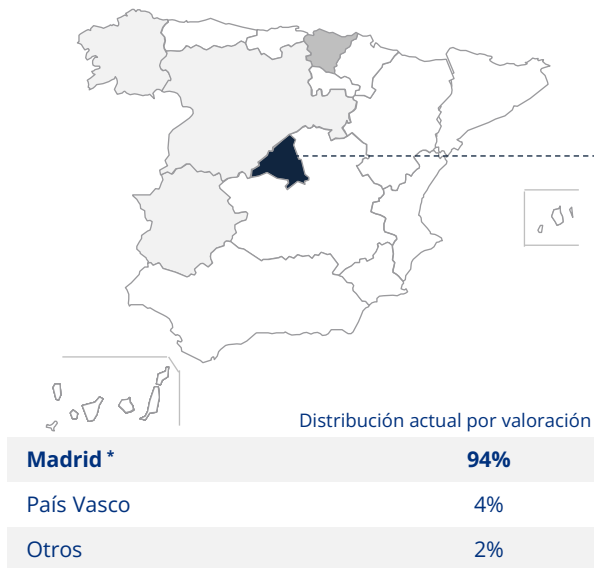 Distribución actual por valoración
Madrid * 94%
País Vasco 4%
Otros 2%